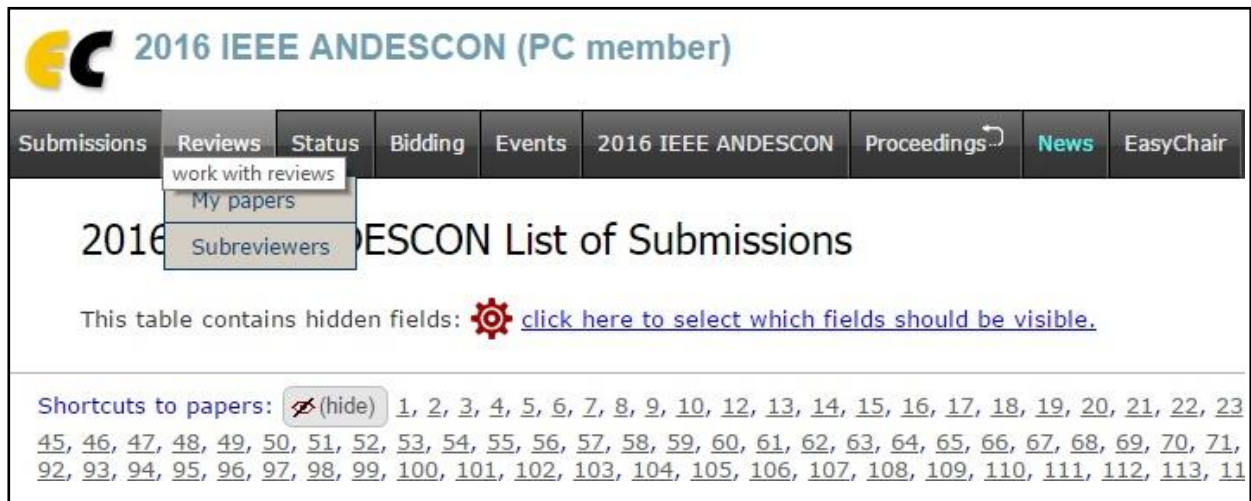 EC 2016 IEEE ANDESCON (PC member)
Submissions Reviews Status Bidding Events 2016 IEEE ANDESCON Proceedings News EasyChair
work with reviews
My papers
Subreviewers
2016 ESCON List of Submissions
This table contains hidden fields: click here to select which fields should be visible.
Shortcuts to papers: (hide) 1, 2, 3, 4, 5, 6, 7, 8, 9, 10, 12, 13, 14, 15, 16, 17, 18, 19, 20, 21, 22, 23
45, 46, 47, 48, 49, 50, 51, 52, 53, 54, 55, 56, 57, 58, 59, 60, 61, 62, 63, 64, 65, 66, 67, 68, 69, 70, 71,
92, 93, 94, 95, 96, 97, 98, 99, 100, 101, 102, 103, 104, 105, 106, 107, 108, 109, 110, 111, 112, 113, 11